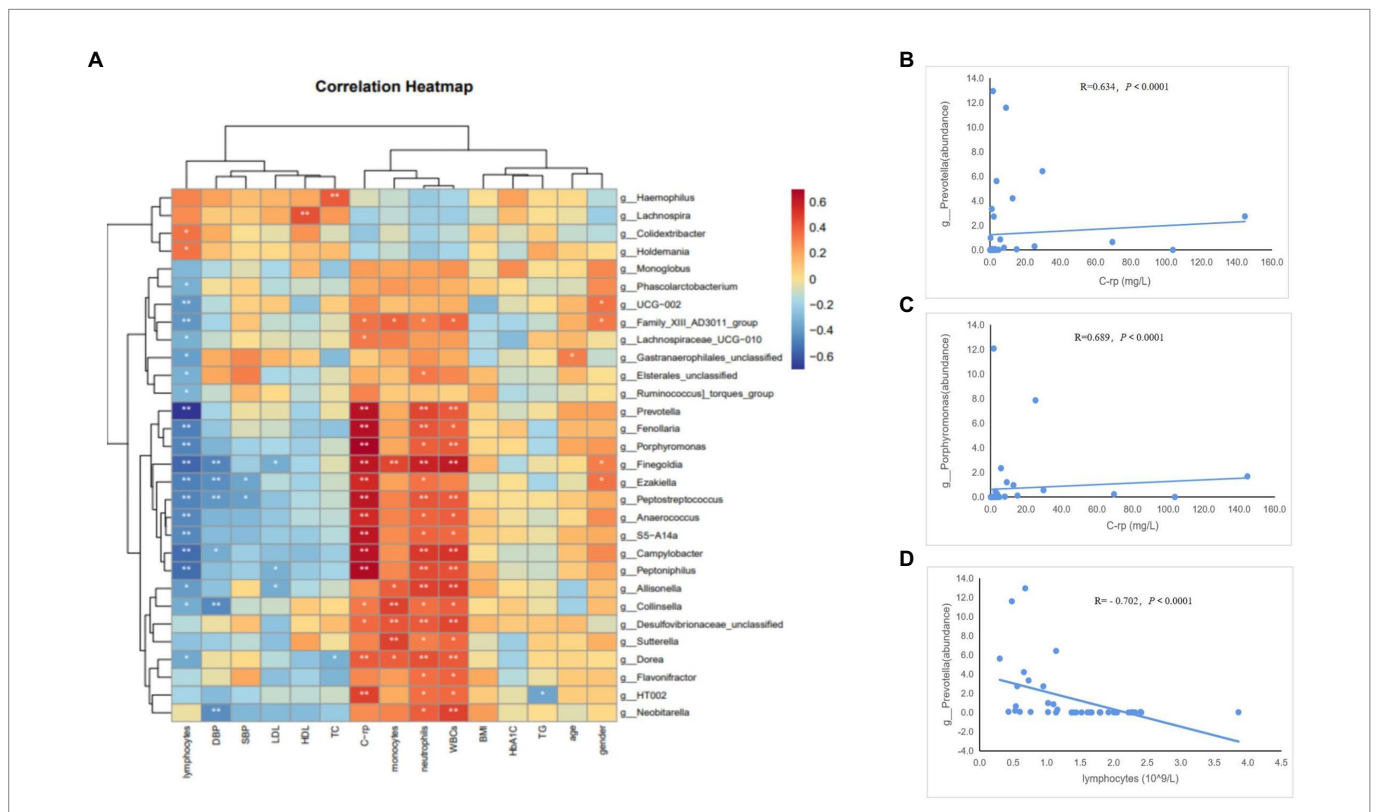 A
Correlation Heatmap
0.6
0.4
0.2
0
−0.2
−0.4
−0.6
g__Haemophilus
g__Lachnospira
g__Colidextribacter
g__Holdemania
g__Monoglobus
g__Phascolarctobacterium
g__UCG−002
g__Family_XIII_AD3011_group
g__Lachnospiraceae_UCG−010
g__Gastranaerophilales_unclassified
g__Elsterales_unclassified
g__Ruminococcus]_torques_group
g__Prevotella
g__Fenollaria
g__Porphyromonas
g__Finegoldia
g__Ezakiella
g__Peptostreptococcus
g__Anaerococcus
g__S5−A14a
g__Campylobacter
g__Peptoniphilus
g__Allisonella
g__Collinsella
g__Desulfovibrionaceae_unclassified
g__Sutterella
g__Dorea
g__Flavonifractor
g__HT002
g__Neobitarella
lymphocytes
DBP
SBP
LDL
HDL
TC
C−rp
monocytes
neutrophils
WBCs
BMI
HbA1C
TG
age
gender
B
R=0.634, P < 0.0001
g__Prevotella(abundance)
14.0
12.0
10.0
8.0
6.0
4.0
2.0
0.0
0.0 20.0 40.0 60.0 80.0 100.0 120.0 140.0 160.0
C-rp (mg/L)
C
R=0.689, P < 0.0001
g__Porphyromonas(abundance)
14.0
12.0
10.0
8.0
6.0
4.0
2.0
0.0
0.0 20.0 40.0 60.0 80.0 100.0 120.0 140.0 160.0
C-rp (mg/L)
D
R= - 0.702, P < 0.0001
g__Prevotella(abundance)
14.0
12.0
10.0
8.0
6.0
4.0
2.0
0.0
-2.0
-4.0
0.0 0.5 1.0 1.5 2.0 2.5 3.0 3.5 4.0 4.5
lymphocytes (10^9/L)